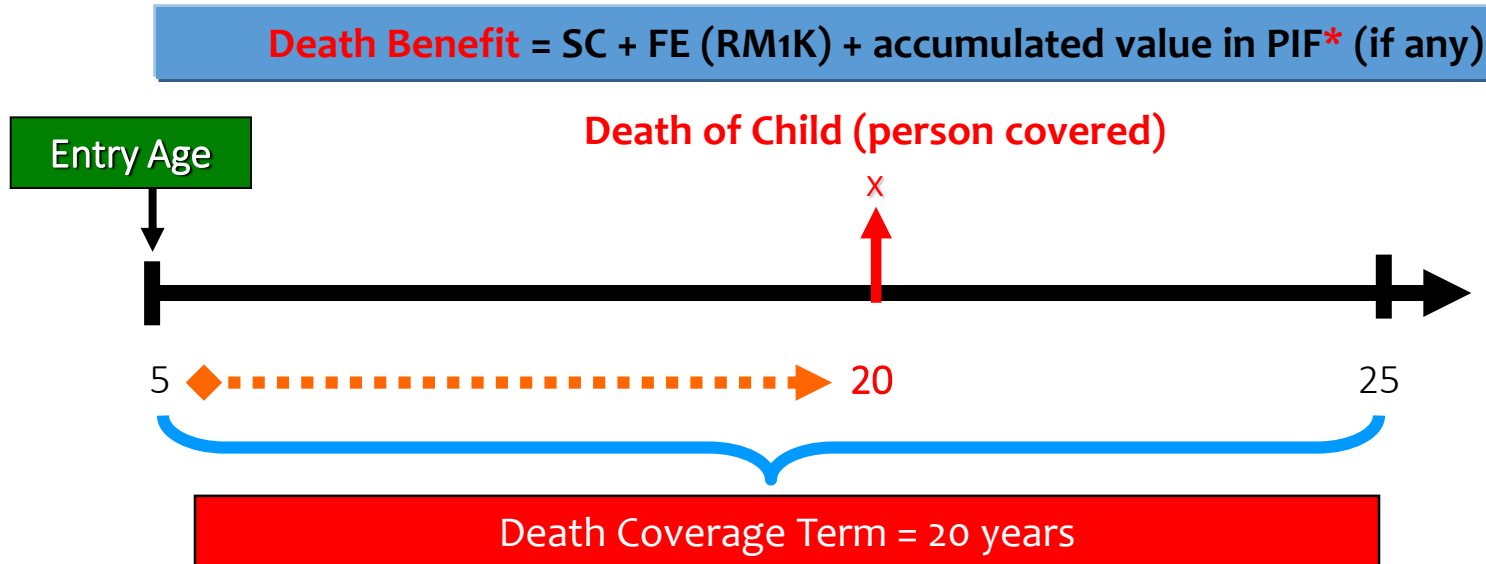 Death Benefit = SC + FE (RM1K) + accumulated value in PIF* (if any)
Death of Child (person covered)
Entry Age
x
5
20
25
Death Coverage Term = 20 years